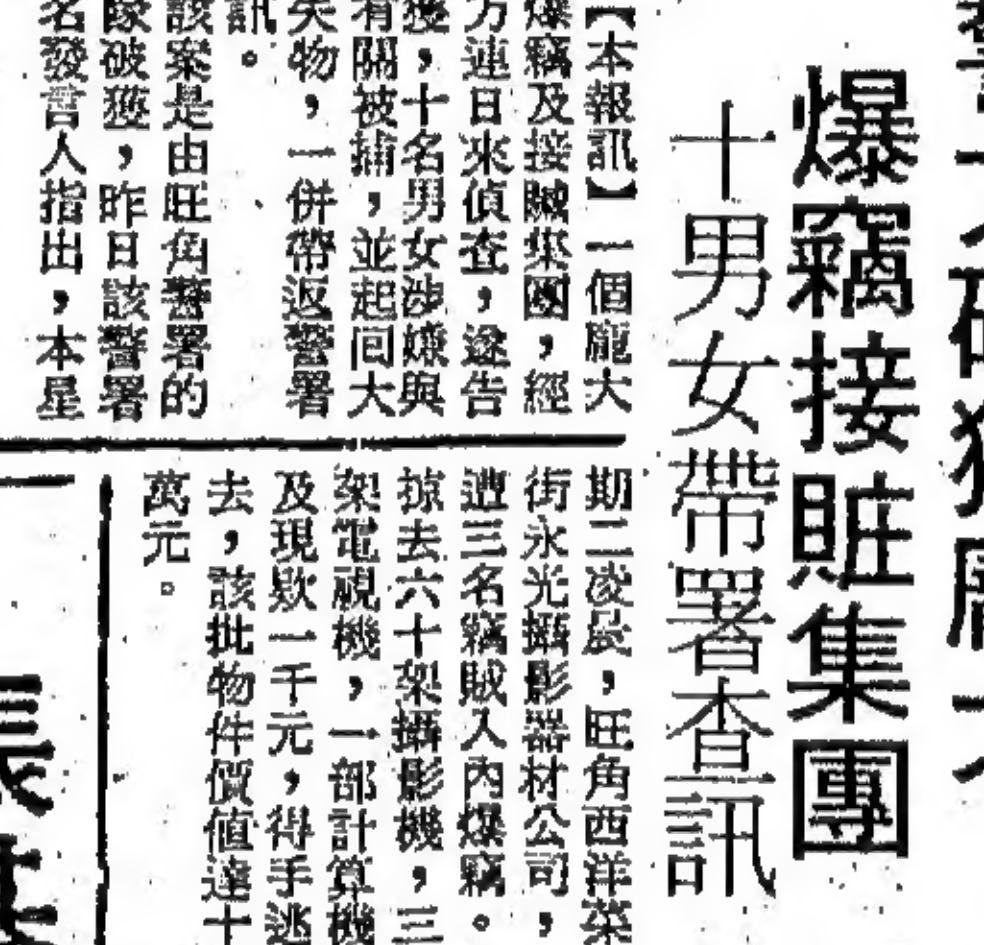 爆竊接賍集團
十男女帶署查訊
【本報訊】一個龐大
爆竊及接贓集團，經
方連日來偵查，遂告
獲，十名男女涉嫌與
有關被捕，並起回大
失物，一併帶返警署
訊。
該案是由旺角警署的
隊破獲，昨日該警署
名發言人指出，本星
期二凌晨，旺角西洋菜
街永光攝影器材公司，
遭三名竊賊入內爆竊。
掠去六十架攝影機，三
架電視機，一部計算機
及現欵一千元，得手逃
去，該批物件價值達十
萬元。